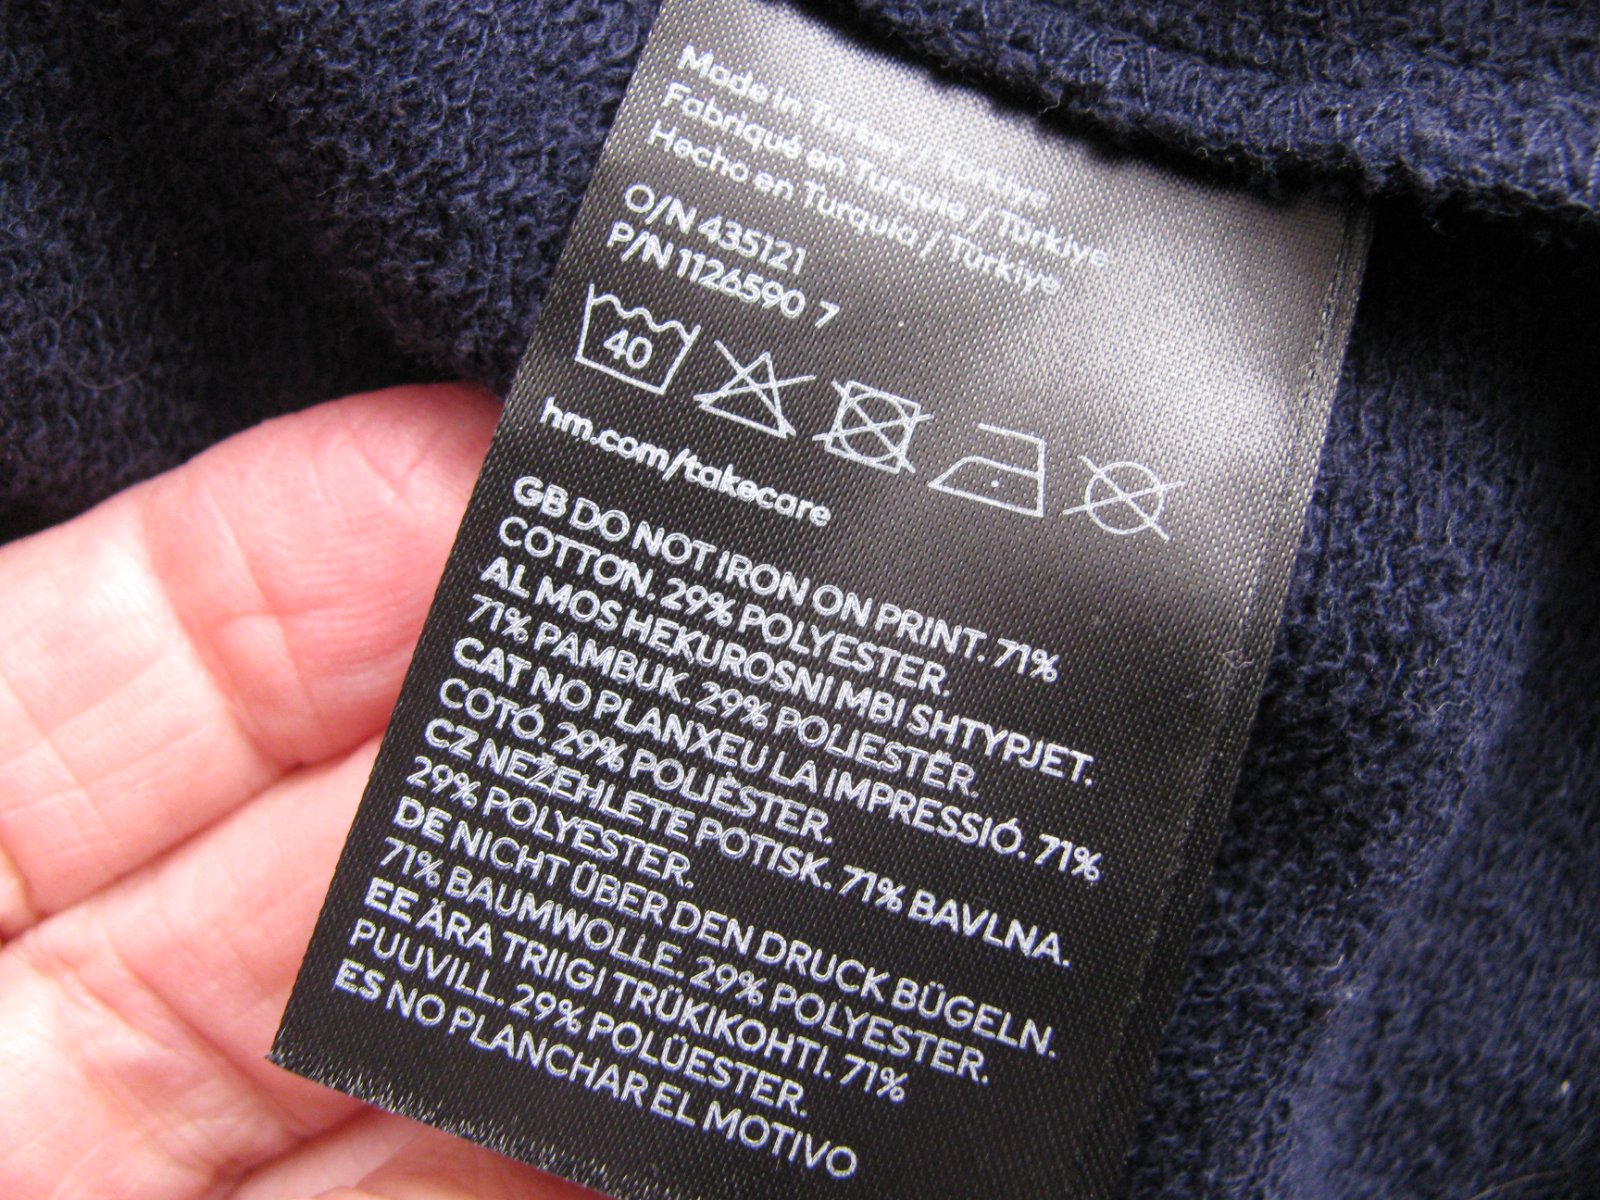 Made in Turkey / Türkiye
Fabriqué en Turquie / Türkiye
Hecho en Turquía / Türkiye
O/N 435121
P/N 1126590 7
40
hm.com/takecare
GB DO NOT IRON ON PRINT. 71%
COTTON. 29% POLYESTER.
AL MOS HEKUROSNI MBI SHTYPJET.
71% PAMBUK. 29% POLIESTËR.
CAT NO PLANXEU LA IMPRESSIÓ. 71%
COTÓ. 29% POLIÈSTER.
CZ NEŽEHLETE POTISK. 71% BAVLNA.
29% POLYESTER.
DE NICHT ÜBER DEN DRUCK BÜGELN.
71% BAUMWOLLE. 29% POLYESTER.
EE ÄRA TRIIGI TRÜKIKOHTI. 71%
PUUVILL. 29% POLÜESTER.
ES NO PLANCHAR EL MOTIVO